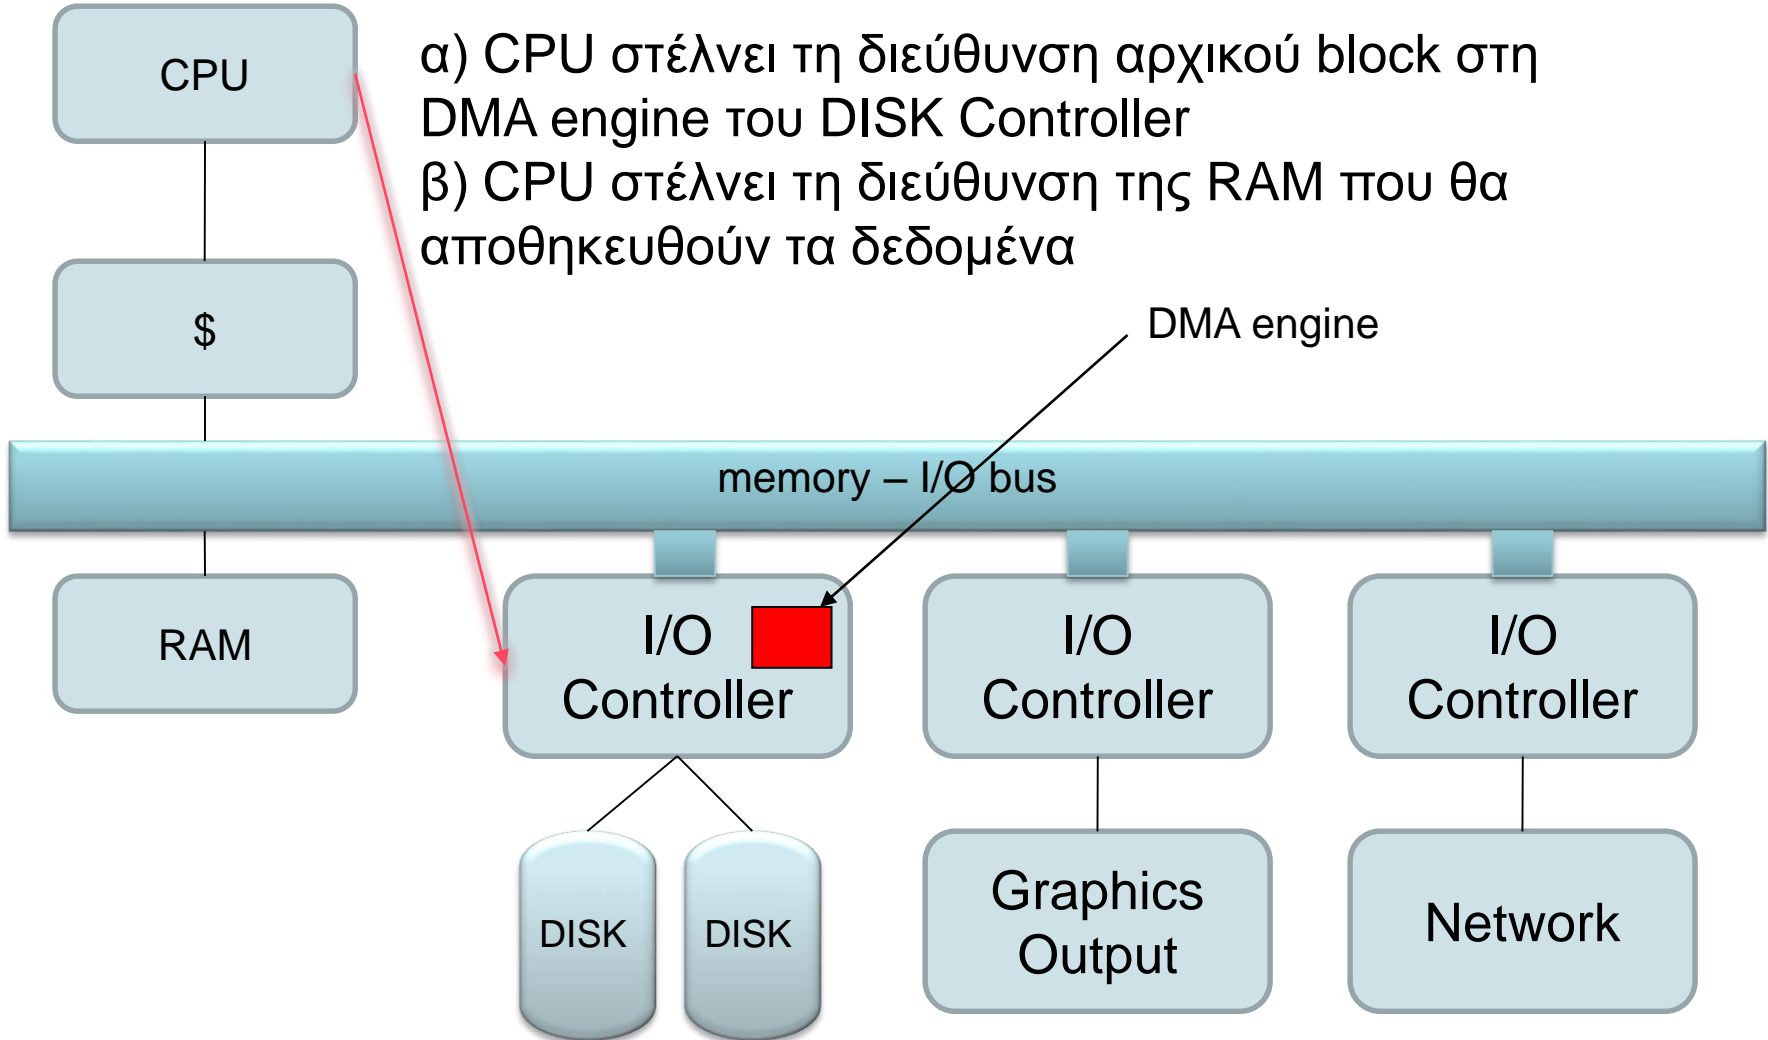 CPU
α) CPU στέλνει τη διεύθυνση αρχικού block στη
DMA engine του DISK Controller
β) CPU στέλνει τη διεύθυνση της RAM που θα
αποθηκευθούν τα δεδομένα
$
DMA engine
memory – I/O bus
RAM
I/O
Controller
I/O
Controller
I/O
Controller
DISK
DISK
Graphics
Output
Network